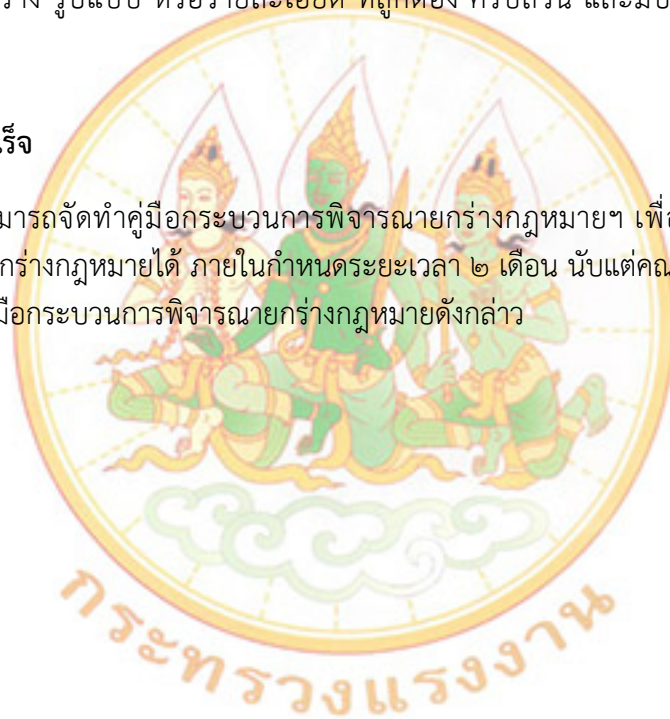 รูปแบบ หรือรายละเอียด ที่ถูกต้อง ครบถ้วน และมีป
ร็จ
มารถจัดทำคู่มือกระบวนการพิจารณายกร่างกฎหมายฯ เพื่อ
กร่างกฎหมายได้ ภายในกำหนดระยะเวลา ๒ เดือน นับแต่คณ
มือกระบวนการพิจารณายกร่างกฎหมายดังกล่าว
กระทรวงแรงงาน